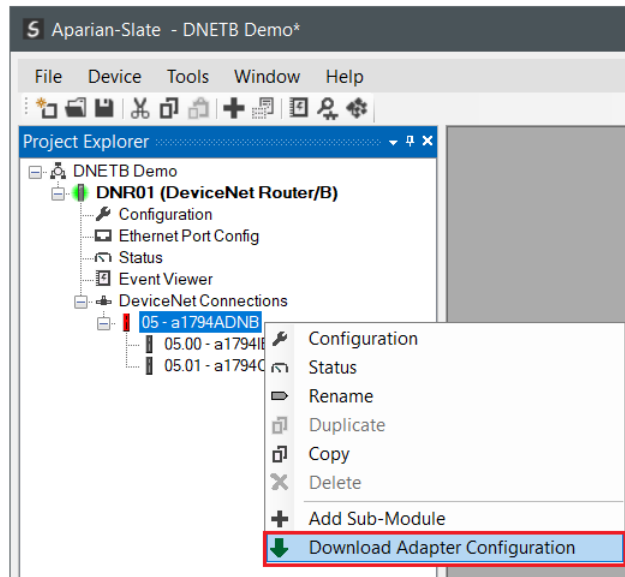 S Aparian-Slate - DNETB Demo*
File Device Tools Window Help
Project Explorer
DNETB Demo
DNR01 (DeviceNet Router/B)
Configuration
Ethernet Port Config
Status
Event Viewer
DeviceNet Connections
05 - a1794ADNB
05.00 - a1794I
05.01 - a1794
Configuration
Status
Rename
Duplicate
Copy
Delete
Add Sub-Module
Download Adapter Configuration